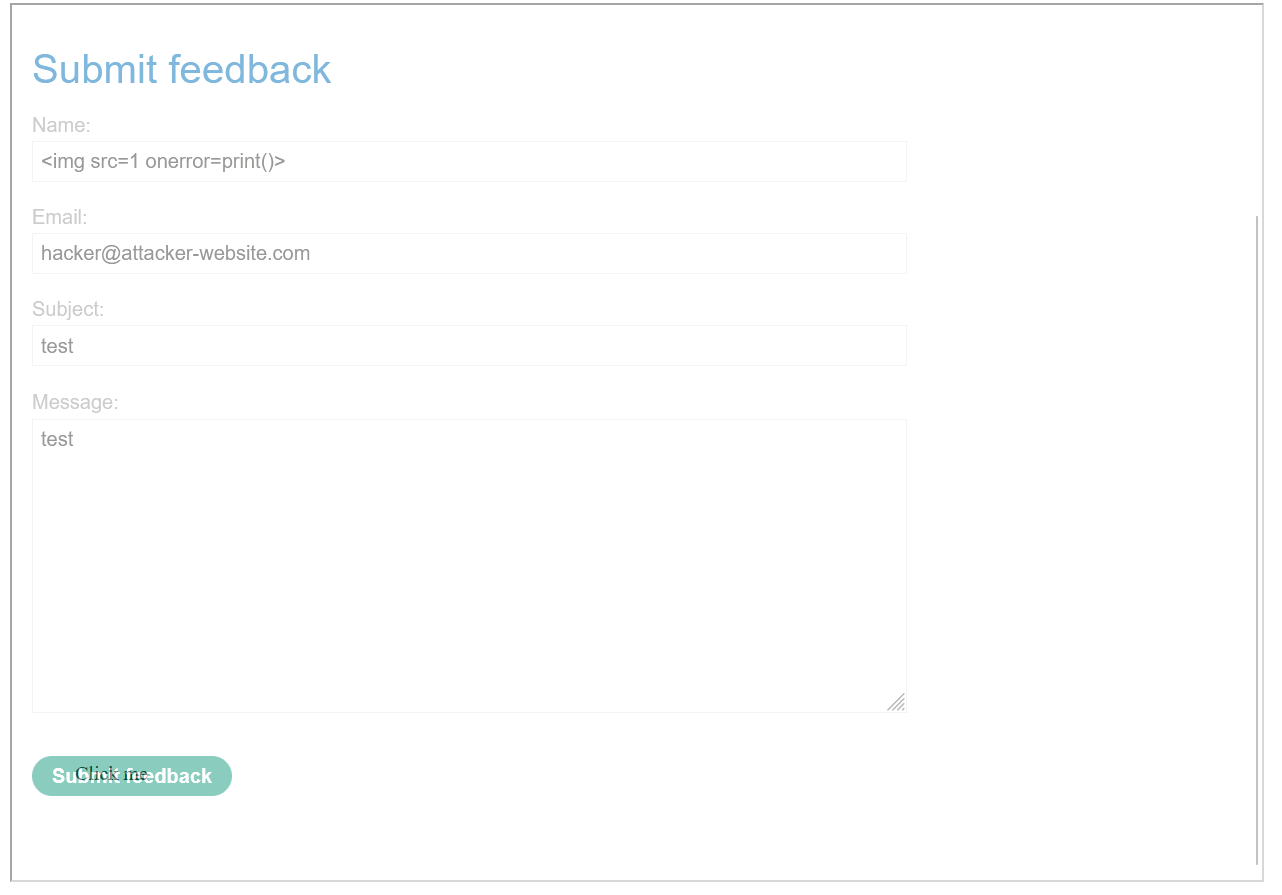 Submit feedback
Name:
<img src=1 onerror=print()>
Email:
hacker@attacker-website.com
Subject:
test
Message:
test
Submit feedback
Click me